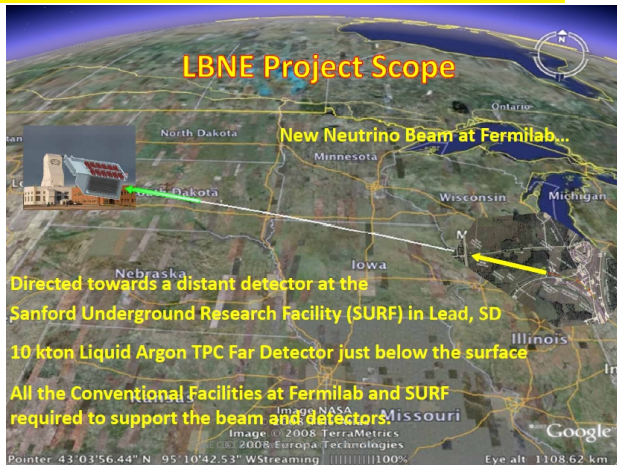 LBNE Project Scope
N
Ontario
North Dakota
New Neutrino Beam at Fermilab...
Minnesota
Dakota
Wisconsin
Michigan
M
Directed towards a distant detector at the
Nebraska
Iowa
Sanford Underground Research Facility (SURF) in Lead, SD
Illinois
10 kton Liquid Argon TPC Far Detector just below the surface
In
All the Conventional Facilities at Fermilab and SURF
required to support the beam and detectors.
Image NASA
Missouri
Image © 2008 TerraMetrics
© 2008 Europa Technologies
Google
Pointer 43°03'56.44" N 95°10'42.53" W Streaming ||||||||| 100% Eye alt 1108.62 km